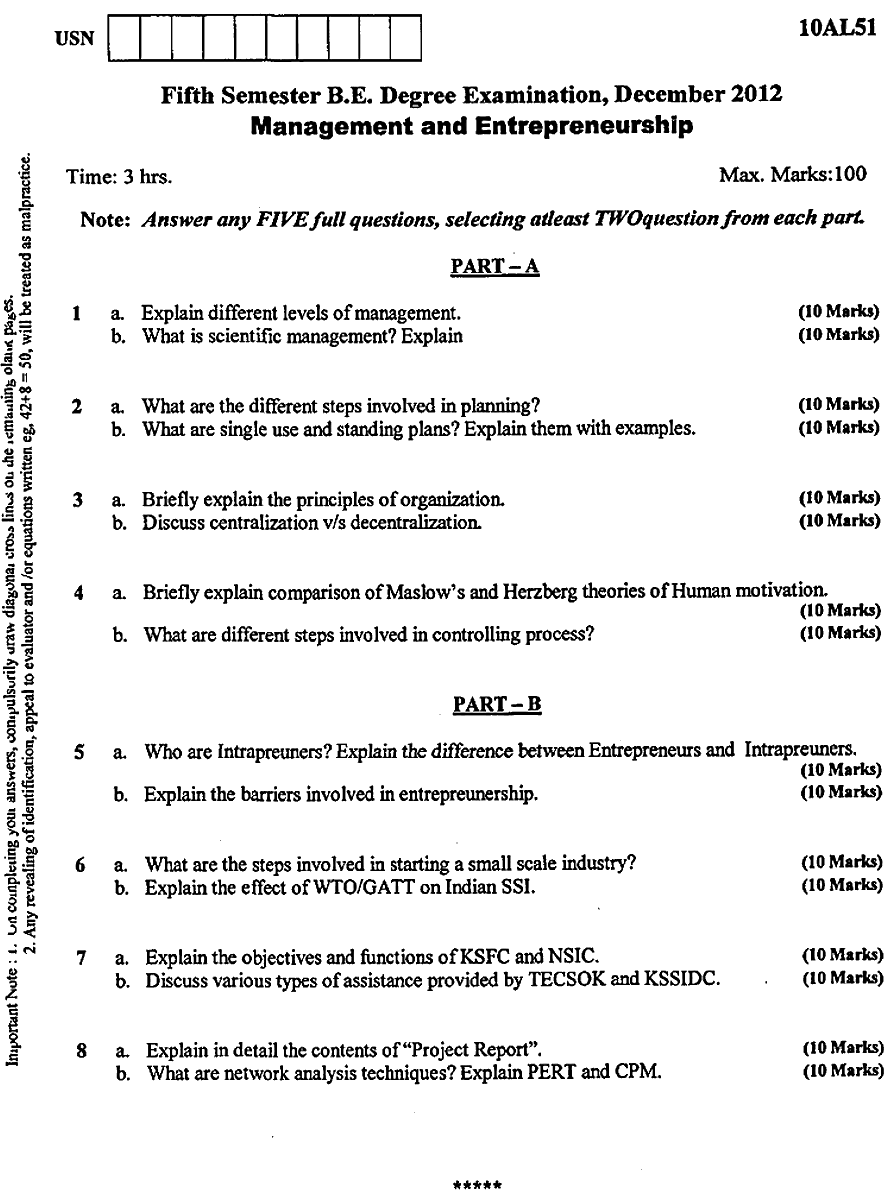 USN
10AL51
Fifth Semester B.E. Degree Examination, December 2012
Management and Entrepreneurship
Time: 3 hrs.
Max. Marks:100
Note: Answer any FIVE full questions, selecting atleast TWOquestion from each part.
PART – A
1 a. Explain different levels of management. (10 Marks)
b. What is scientific management? Explain (10 Marks)
2 a. What are the different steps involved in planning? (10 Marks)
b. What are single use and standing plans? Explain them with examples. (10 Marks)
3 a. Briefly explain the principles of organization. (10 Marks)
b. Discuss centralization v/s decentralization. (10 Marks)
4 a. Briefly explain comparison of Maslow's and Herzberg theories of Human motivation.
(10 Marks)
b. What are different steps involved in controlling process? (10 Marks)
PART – B
5 a. Who are Intrapreuners? Explain the difference between Entrepreneurs and Intrapreuners.
(10 Marks)
b. Explain the barriers involved in entrepreunership. (10 Marks)
6 a. What are the steps involved in starting a small scale industry? (10 Marks)
b. Explain the effect of WTO/GATT on Indian SSI. (10 Marks)
7 a. Explain the objectives and functions of KSFC and NSIC. (10 Marks)
b. Discuss various types of assistance provided by TECSOK and KSSIDC. (10 Marks)
8 a. Explain in detail the contents of "Project Report". (10 Marks)
b. What are network analysis techniques? Explain PERT and CPM. (10 Marks)
*****
Important Note : 1. On completing your answers, compulsorily draw diagonal cross lines on the remaining blank pages.
2. Any revealing of identification, appeal to evaluator and /or equations written eg, 42+8 = 50, will be treated as malpractice.